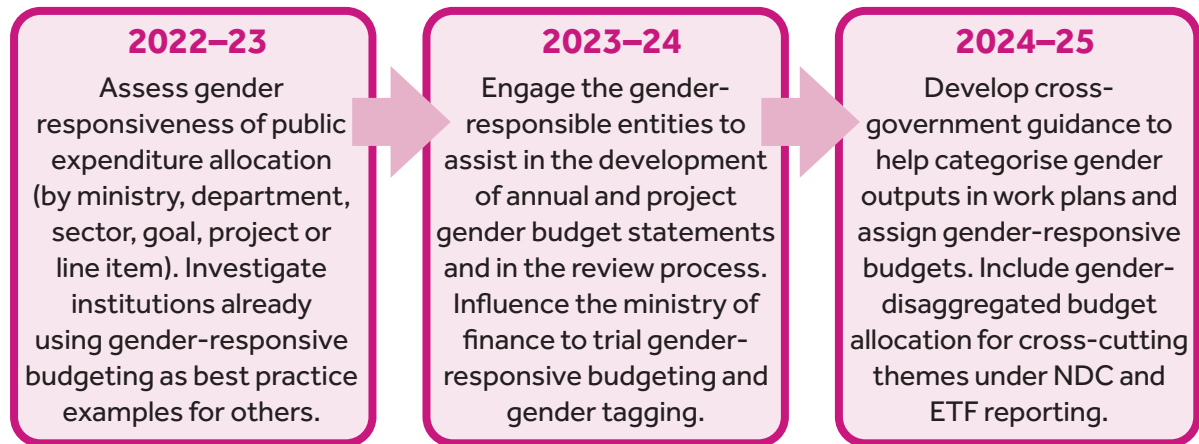 2022–23
Assess gender
responsiveness of public
expenditure allocation
(by ministry, department,
sector, goal, project or
line item). Investigate
institutions already
using gender-responsive
budgeting as best practice
examples for others.
2023–24
Engage the gender-
responsible entities to
assist in the development
of annual and project
gender budget statements
and in the review process.
Influence the ministry of
finance to trial gender-
responsive budgeting and
gender tagging.
2024–25
Develop cross-
government guidance to
help categorise gender
outputs in work plans and
assign gender-responsive
budgets. Include gender-
disaggregated budget
allocation for cross-cutting
themes under NDC and
ETF reporting.